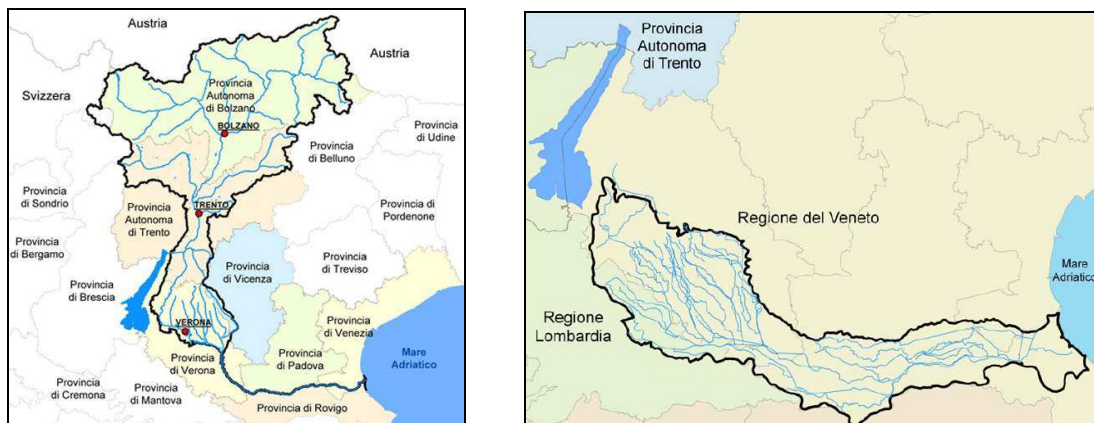 Austria
Austria
Svizzera
Provincia
Autonoma
di Bolzano
BOLZANO
Provincia
di Udine
Provincia
di Belluno
Provincia
di Sondrio
TRENTO
Provincia di
Pordenone
Provincia
Autonoma
di Trento
Provincia
di Bergamo
Provincia
di Vicenza
Provincia
di Treviso
Provincia
di Brescia
VERONA
Provincia
di Venezia
Provincia
di Verona
Provincia
di Padova
Mare
Adriatico
Provincia
di Cremona
Provincia
di Mantova
Provincia di Rovigo
Provincia
Autonoma
di Trento
Regione del Veneto
Mare
Adriatico
Regione
Lombardia